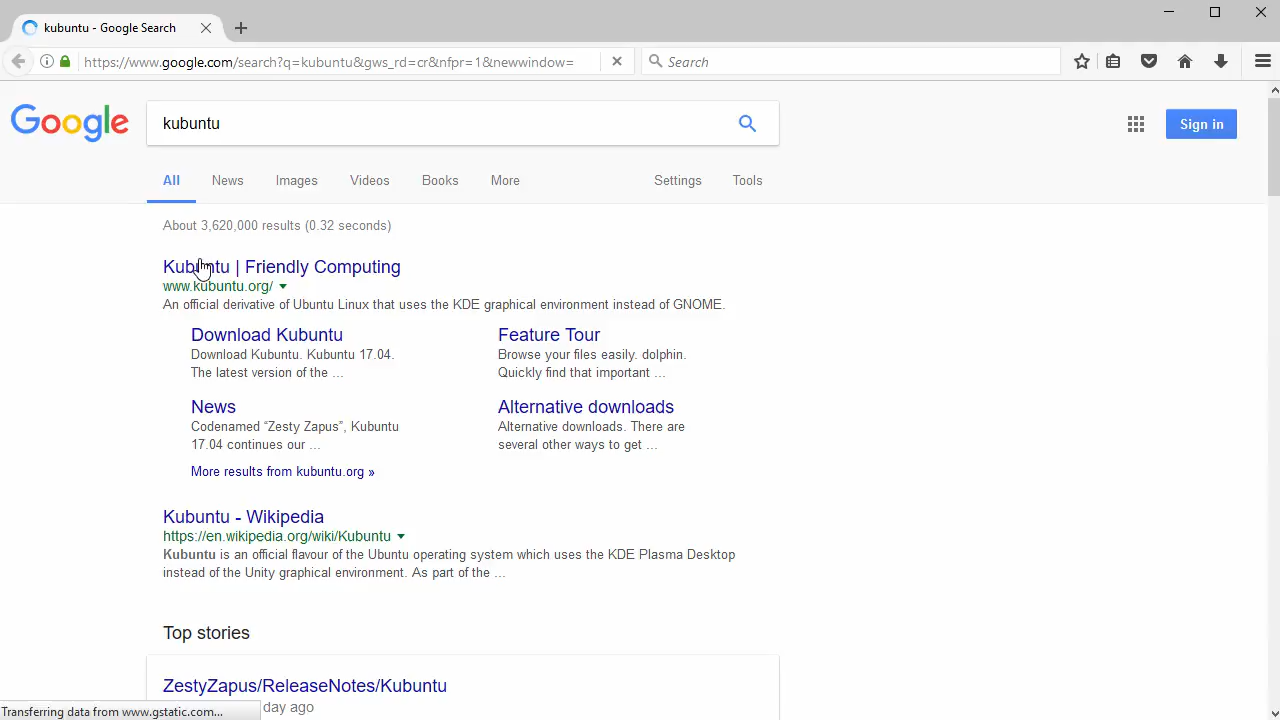 kubuntu - Google Search
https://www.google.com/search?q=kubuntu&gws_rd=cr&nfpr=1&newwindow=
Search
Google
kubuntu
Sign in
All News Images Videos Books More Settings Tools
About 3,620,000 results (0.32 seconds)
Kubuntu | Friendly Computing
www.kubuntu.org/
An official derivative of Ubuntu Linux that uses the KDE graphical environment instead of GNOME.
Download Kubuntu
Download Kubuntu. Kubuntu 17.04.
The latest version of the ...
Feature Tour
Browse your files easily. dolphin.
Quickly find that important ...
News
Codenamed “Zesty Zapus”, Kubuntu
17.04 continues our ...
Alternative downloads
Alternative downloads. There are
several other ways to get ...
More results from kubuntu.org »
Kubuntu - Wikipedia
https://en.wikipedia.org/wiki/Kubuntu
Kubuntu is an official flavour of the Ubuntu operating system which uses the KDE Plasma Desktop
instead of the Unity graphical environment. As part of the ...
Top stories
ZestyZapus/ReleaseNotes/Kubuntu
day ago
Transferring data from www.gstatic.com...